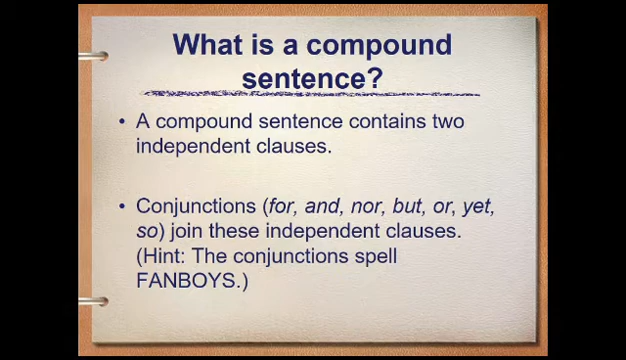 What is a compound
sentence?
• A compound sentence contains two
independent clauses.
• Conjunctions (for, and, nor, but, or, yet,
so) join these independent clauses.
(Hint: The conjunctions spell
FANBOYS.)